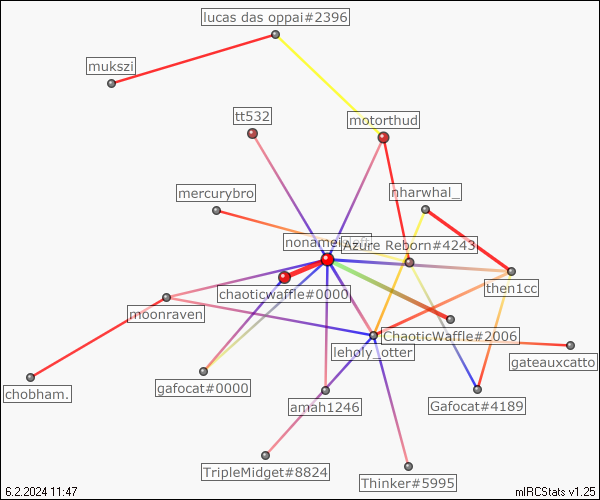 lucas das oppai#2396
mukszi
tt532
motorthud
mercurybro
nharwhal_
Azure Reborn#4243
chaoticwaffle#0000
then1cc
moonraven
ChaoticWaffle#2006
leholy_otter
gateauxcatto
chobham.
gafocat#0000
amah1246
Gafocat#4189
TripleMidget#8824
Thinker#5995
6.2.2024 11:47
mIRCStats v1.25